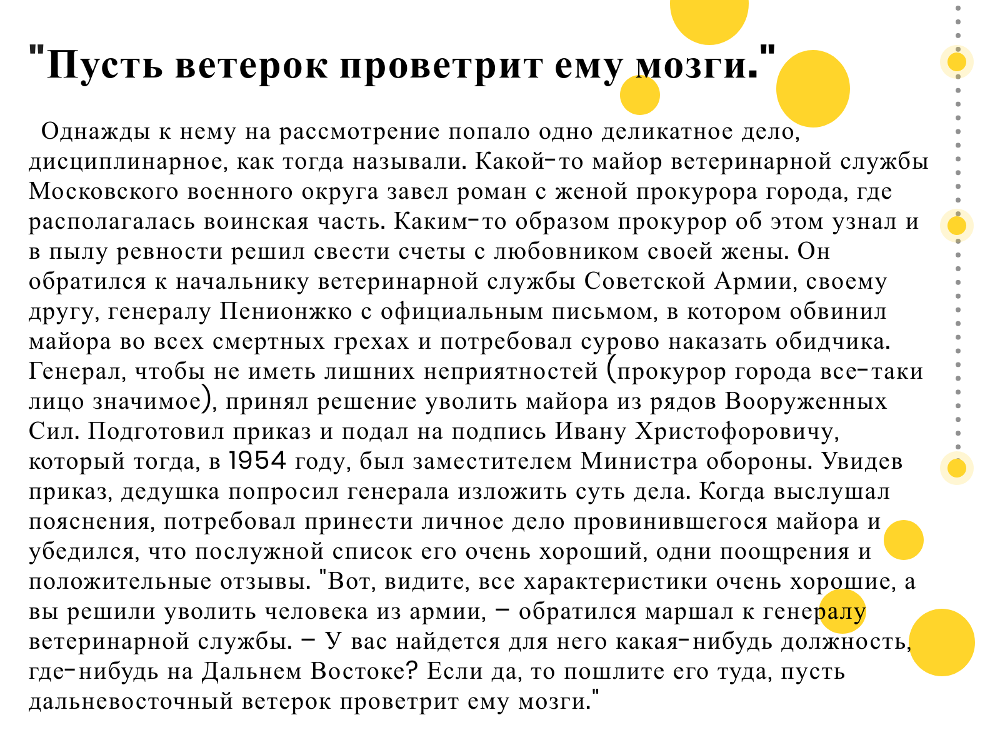 "Пусть ветерок проветрит ему мозги."
Однажды к нему на рассмотрение попало одно деликатное дело,
дисциплинарное, как тогда называли. Какой-то майор ветеринарной службы
Московского военного округа завел роман с женой прокурора города, где
располагалась воинская часть. Каким-то образом прокурор об этом узнал и
в пылу ревности решил свести счеты с любовником своей жены. Он
обратился к начальнику ветеринарной службы Советской Армии, своему
другу, генералу Пенионжко с официальным письмом, в котором обвинил
майора во всех смертных грехах и потребовал сурово наказать обидчика.
Генерал, чтобы не иметь лишних неприятностей (прокурор города все-таки
лицо значимое), принял решение уволить майора из рядов Вооруженных
Сил. Подготовил приказ и подал на подпись Ивану Христофоровичу,
который тогда, в 1954 году, был заместителем Министра обороны. Увидев
приказ, дедушка попросил генерала изложить суть дела. Когда выслушал
пояснения, потребовал принести личное дело провинившегося майора и
убедился, что послужной список его очень хороший, одни поощрения и
положительные отзывы. "Вот, видите, все характеристики очень хорошие, а
вы решили уволить человека из армии, – обратился маршал к генералу
ветеринарной службы. – У вас найдется для него какая-нибудь должность,
где-нибудь на Дальнем Востоке? Если да, то пошлите его туда, пусть
дальневосточный ветерок проветрит ему мозги."